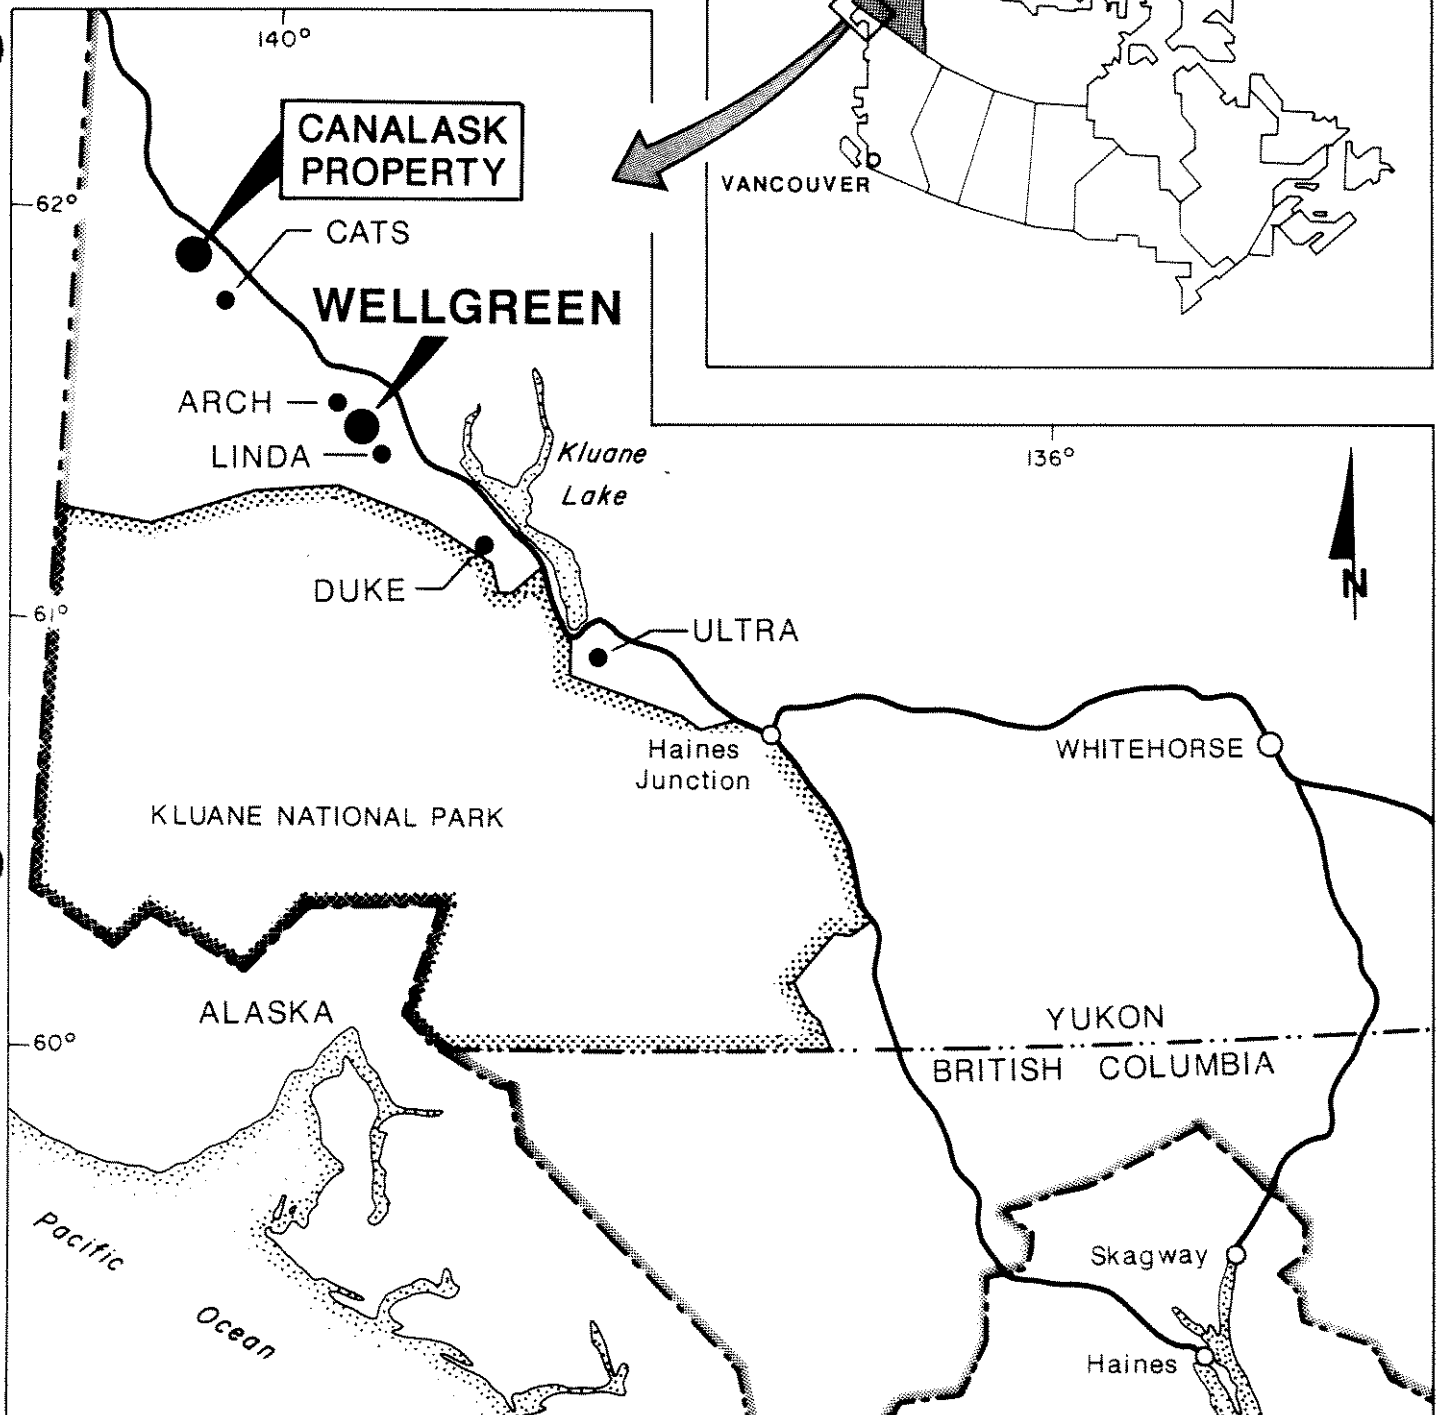 140°
CANALASK
PROPERTY
VANCOUVER
62°
CATS
WELLGREEN
ARCH
LINDA
Kluane
Lake
136°
N
DUKE
61°
ULTRA
Haines
Junction
WHITEHORSE
KLUANE NATIONAL PARK
ALASKA
YUKON
60°
BRITISH COLUMBIA
Pacific
Ocean
Skagway
Haines